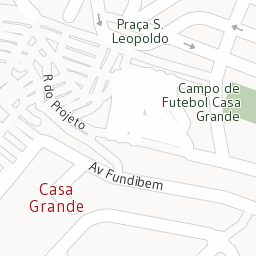 Praça S.
Leopoldo
Campo de
Futebol Casa
Grande
R do Projeto
Av Fundibem
Casa
Grande